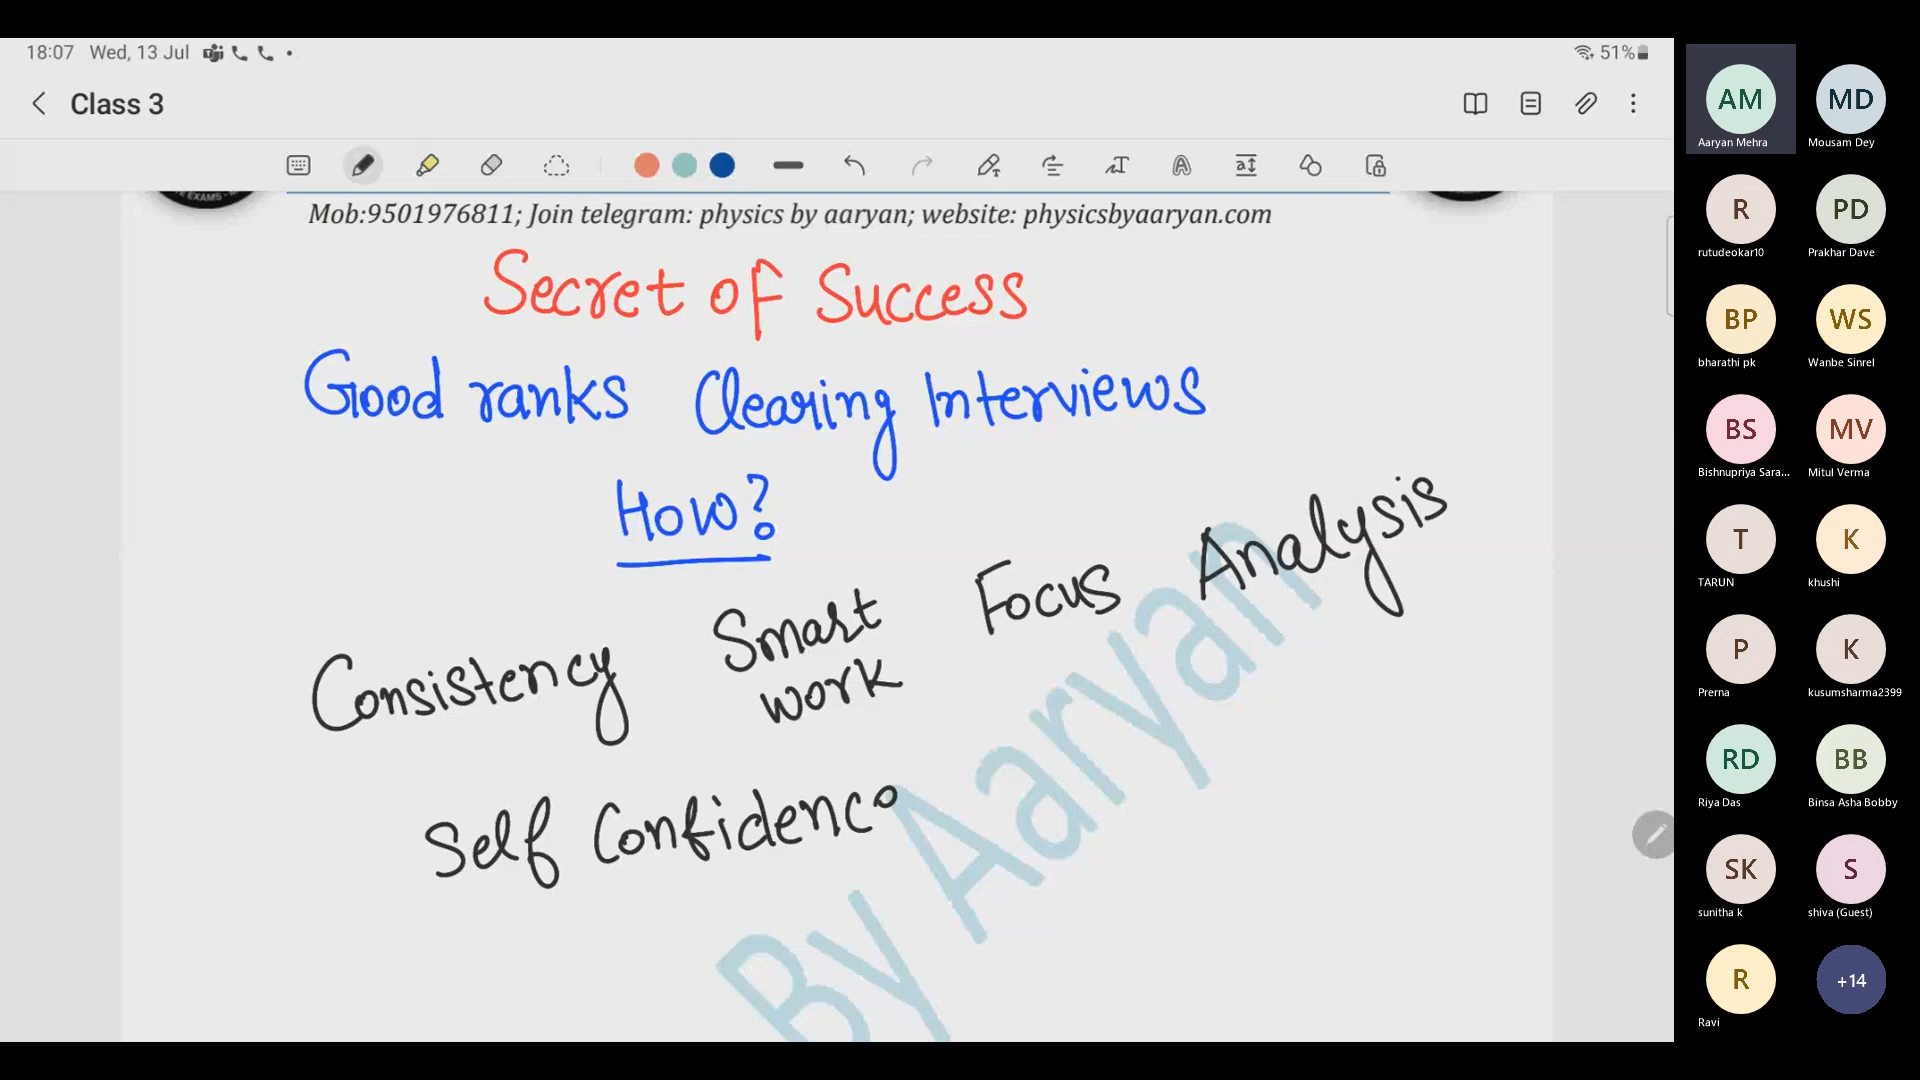 18:07 Wed, 13 Jul
51%
Class 3
EXAMS
Mob:9501976811; Join telegram: physics by aaryan; website: physicsbyaaryan.com
Secret of Success
Good ranks Clearing Interviews
How?
Consistency Smart work Focus Analysis
Self Confidence
By Aaryan
AM MD
Aaryan Mehra Mousam Dey
R PD
rutudeokar10 Prakhar Dave
BP WS
bharathi pk Wanbe Sinrel
BS MV
Bishnupriya Sara... Mitul Verma
T K
TARUN khushi
P K
Prerna kusumsharma2399
RD BB
Riya Das Binsa Asha Bobby
SK S
sunitha k shiva (Guest)
R +14
Ravi